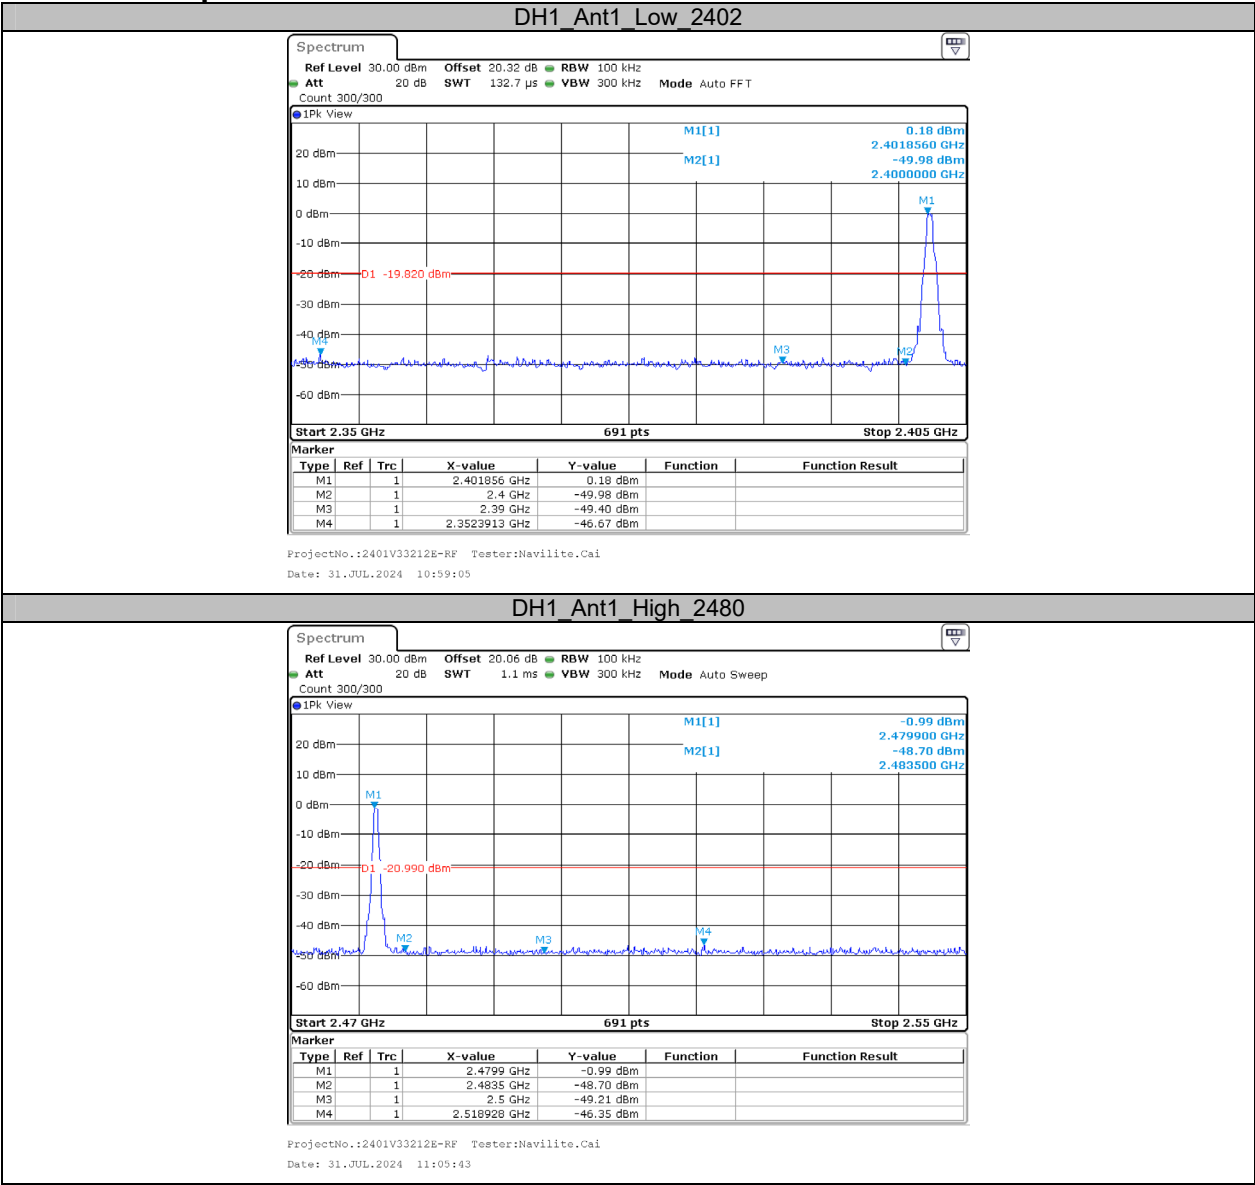 DH1_Ant1_Low_2402
Spectrum
Ref Level 30.00 dBm Offset 20.32 dB RBW 100 kHz
Att 20 dB SWT 132.7 µs VBW 300 kHz Mode Auto FFT
Count 300/300
1Pk View
M1[1] 0.18 dBm
2.4018560 GHz
20 dBm
M2[1] -49.98 dBm
2.4000000 GHz
10 dBm
M1
0 dBm
-10 dBm
-20 dBm
D1 -19.820 dBm
-30 dBm
-40 dBm
M4 M3 M2
-50 dBm
-60 dBm
Start 2.35 GHz 691 pts Stop 2.405 GHz
Marker
Type Ref Trc X-value Y-value Function Function Result
M1 1 2.401856 GHz 0.18 dBm
M2 1 2.4 GHz -49.98 dBm
M3 1 2.39 GHz -49.40 dBm
M4 1 2.3523913 GHz -46.67 dBm
ProjectNo.:2401V33212E-RF Tester:Navilite.Cai
Date: 31.JUL.2024 10:59:05
DH1_Ant1_High_2480
Spectrum
Ref Level 30.00 dBm Offset 20.06 dB RBW 100 kHz
Att 20 dB SWT 1.1 ms VBW 300 kHz Mode Auto Sweep
Count 300/300
1Pk View
M1[1] -0.99 dBm
2.479900 GHz
20 dBm
M2[1] -48.70 dBm
2.483500 GHz
10 dBm
M1
0 dBm
-10 dBm
-20 dBm
D1 -20.990 dBm
-30 dBm
-40 dBm
M2 M3 M4
-50 dBm
-60 dBm
Start 2.47 GHz 691 pts Stop 2.55 GHz
Marker
Type Ref Trc X-value Y-value Function Function Result
M1 1 2.4799 GHz -0.99 dBm
M2 1 2.4835 GHz -48.70 dBm
M3 1 2.5 GHz -49.21 dBm
M4 1 2.518928 GHz -46.35 dBm
ProjectNo.:2401V33212E-RF Tester:Navilite.Cai
Date: 31.JUL.2024 11:05:43